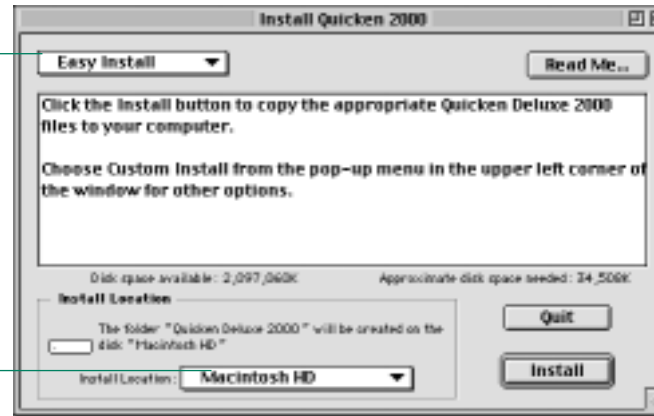 Install Quicken 2000
Easy Install
Read Me...
Click the Install button to copy the appropriate Quicken Deluxe 2000
files to your computer.
Choose Custom Install from the pop-up menu in the upper left corner of
the window for other options.
Disk space available: 2,097,060K Approximate disk space needed: 34,508K
Install Location
The folder "Quicken Deluxe 2000" will be created on the
disk "Macintosh HD"
Quit
Install Location: Macintosh HD
Install